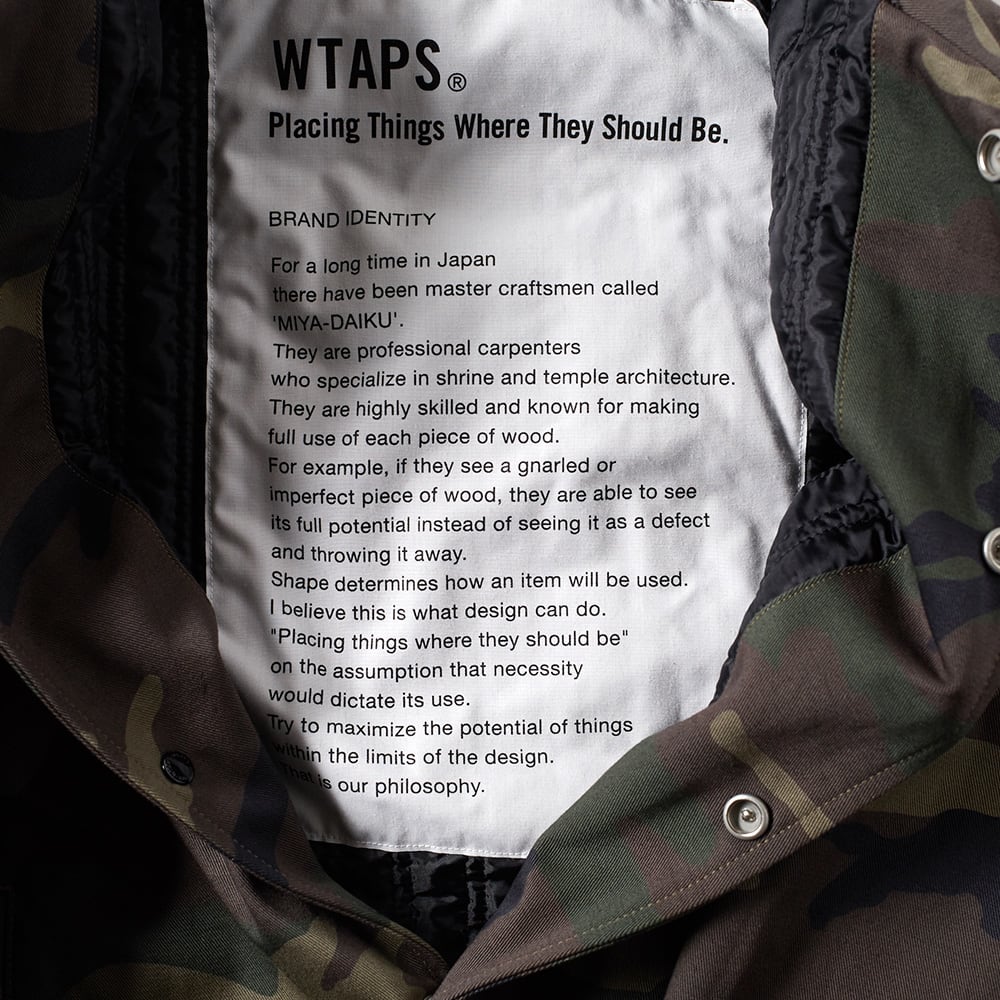 WTAPS®
Placing Things Where They Should Be.
BRAND IDENTITY
For a long time in Japan
there have been master craftsmen called
'MIYA-DAIKU'.
They are professional carpenters
who specialize in shrine and temple architecture.
They are highly skilled and known for making
full use of each piece of wood.
For example, if they see a gnarled or
imperfect piece of wood, they are able to see
its full potential instead of seeing it as a defect
and throwing it away.
Shape determines how an item will be used.
I believe this is what design can do.
"Placing things where they should be"
on the assumption that necessity
would dictate its use.
Try to maximize the potential of things
within the limits of the design.
That is our philosophy.